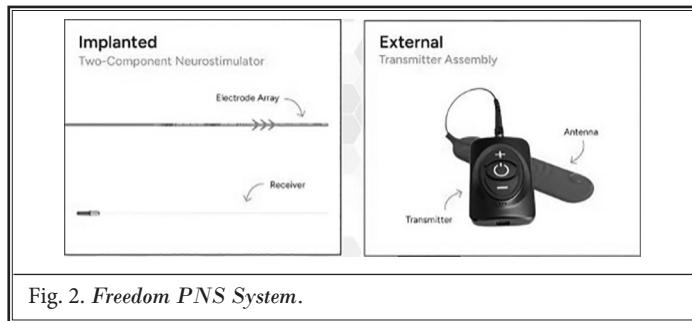 Implanted
Two-Component Neurostimulator
Electrode Array
Receiver
External
Transmitter Assembly
Antenna
Transmitter
Fig. 2. Freedom PNS System.